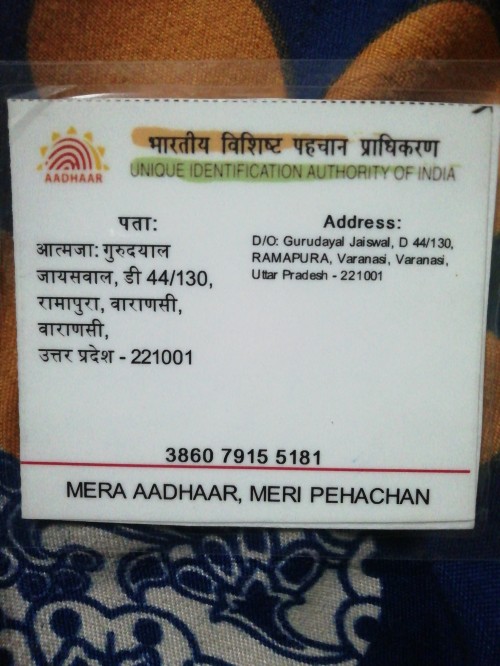 AADHAAR
भारतीय विशिष्ट पहचान प्राधिकरण
UNIQUE IDENTIFICATION AUTHORITY OF INDIA
पता:
आत्मजा: गुरुदयाल
जायसवाल, डी 44/130,
रामापुरा, वाराणसी,
वाराणसी,
उत्तर प्रदेश - 221001
Address:
D/O: Gurudayal Jaiswal, D 44/130,
RAMAPURA, Varanasi, Varanasi,
Uttar Pradesh - 221001
3860 7915 5181
MERA AADHAAR, MERI PEHACHAN